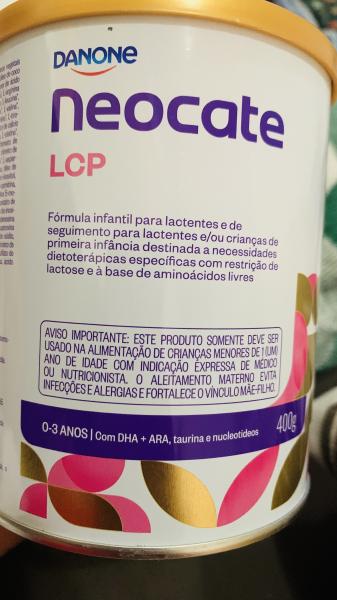 DANONE
neocate
LCP
Fórmula infantil para lactentes e de
seguimento para lactentes e/ou crianças de
primeira infância destinada a necessidades
dietoterápicas específicas com restrição de
lactose e à base de aminoácidos livres
AVISO IMPORTANTE: ESTE PRODUTO SOMENTE DEVE SER
USADO NA ALIMENTAÇÃO DE CRIANÇAS MENORES DE 1 (UM)
ANO DE IDADE COM INDICAÇÃO EXPRESSA DE MÉDICO
OU NUTRICIONISTA. O ALEITAMENTO MATERNO EVITA
INFECÇÕES E ALERGIAS E FORTALECE O VÍNCULO MÃE-FILHO.
0-3 ANOS | Com DHA + ARA, taurina e nucleotídeos
400g